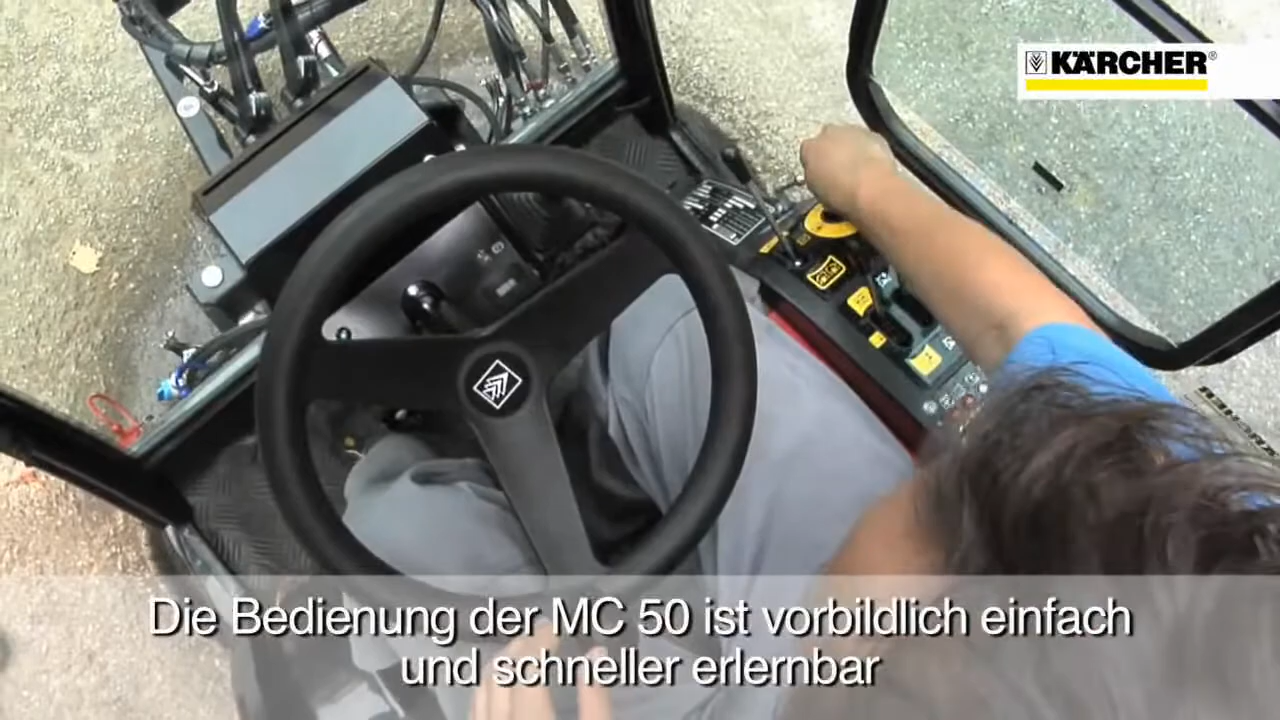 KÄRCHER®
Die Bedienung der MC 50 ist vorbildlich einfach
und schneller erlernbar